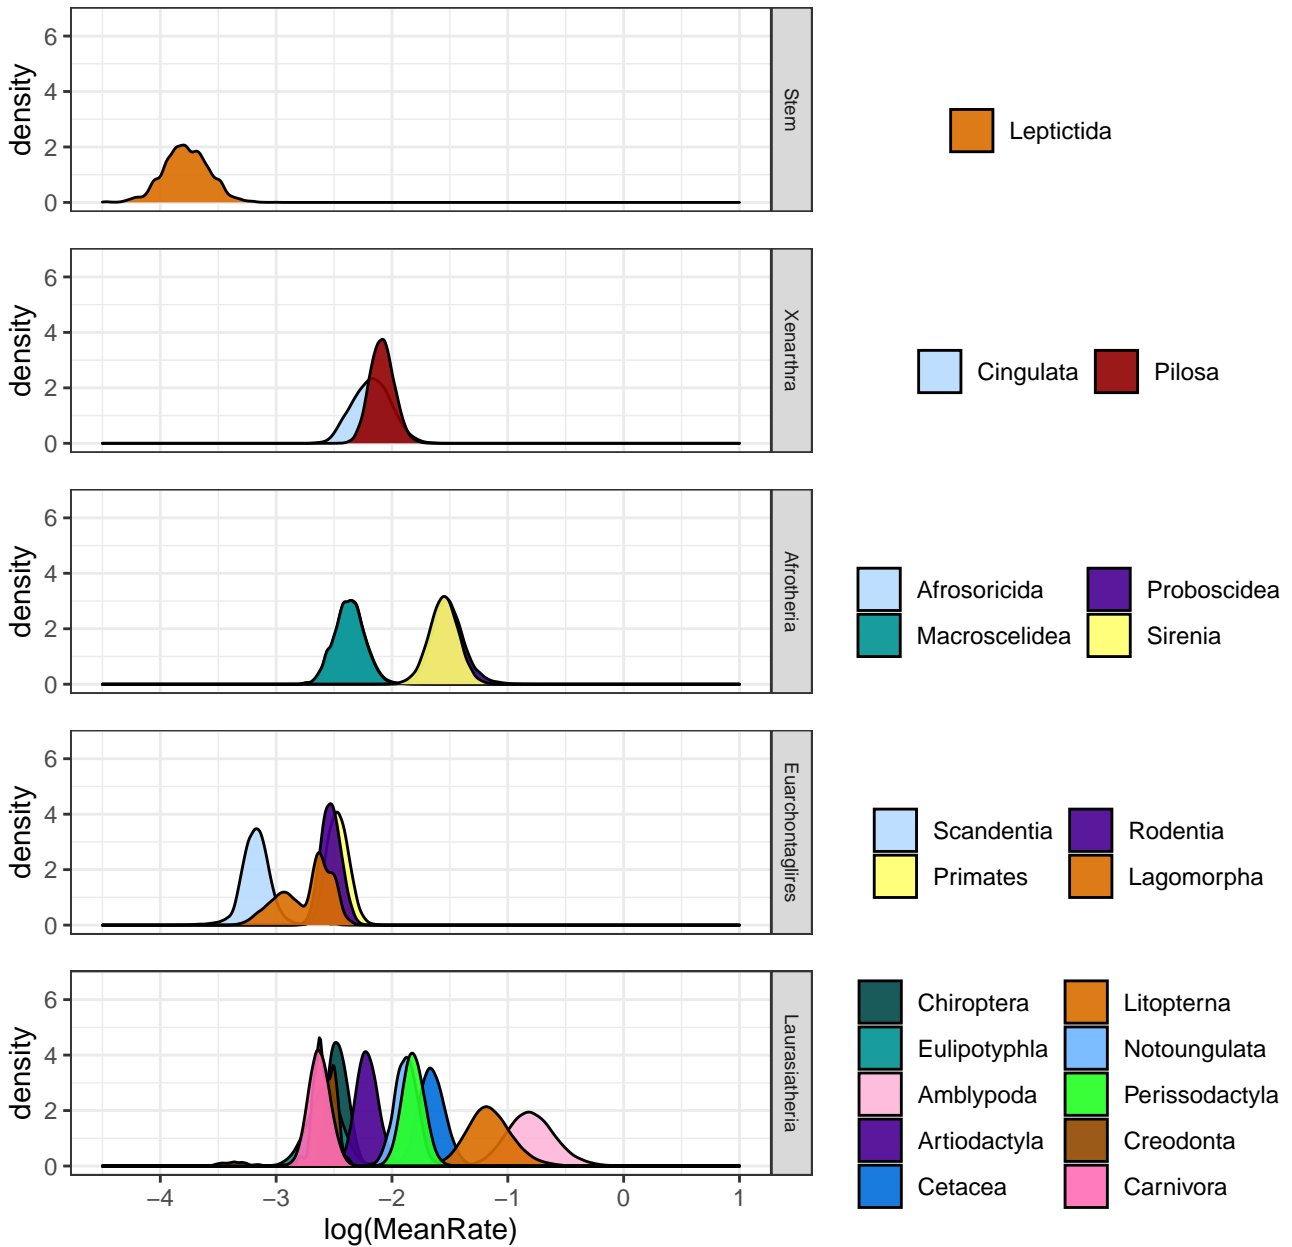 density
6
4
2
0
Stem
Leptictida
density
6
4
2
0
Xenarthra
Cingulata
Pilosa
density
6
4
2
0
Afrotheria
Afrosoricida
Proboscidea
Macroscelidea
Sirenia
density
6
4
2
0
Euarchontaglires
Scandentia
Rodentia
Primates
Lagomorpha
density
6
4
2
0
Laurasiatheria
Chiroptera
Litopterna
Eulipotyphla
Notoungulata
Amblypoda
Perissodactyla
Artiodactyla
Creodonta
Cetacea
Carnivora
−4 −3 −2 −1 0 1
log(MeanRate)